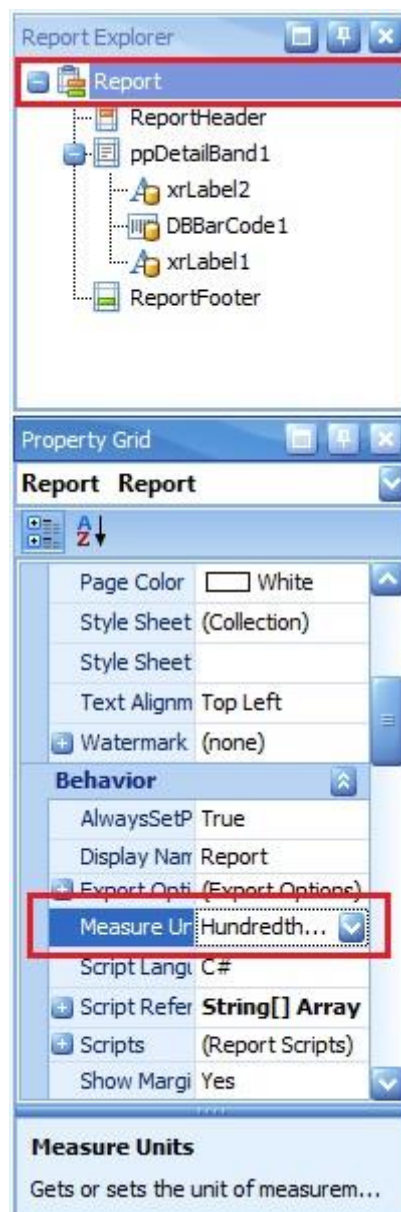 Report Explorer
Report
ReportHeader
ppDetailBand1
xrLabel2
DBBarCode1
xrLabel1
ReportFooter
Property Grid
Report Report
A Z
Page Color White
Style Sheet (Collection)
Style Sheet
Text Alignm Top Left
Watermark (none)
Behavior
AlwaysSetP True
Display Nam Report
Export Opti (Export Options)
Measure Un Hundredth...
Script Langu C#
Script Refer String[] Array
Scripts (Report Scripts)
Show Margi Yes
Measure Units
Gets or sets the unit of measurem...